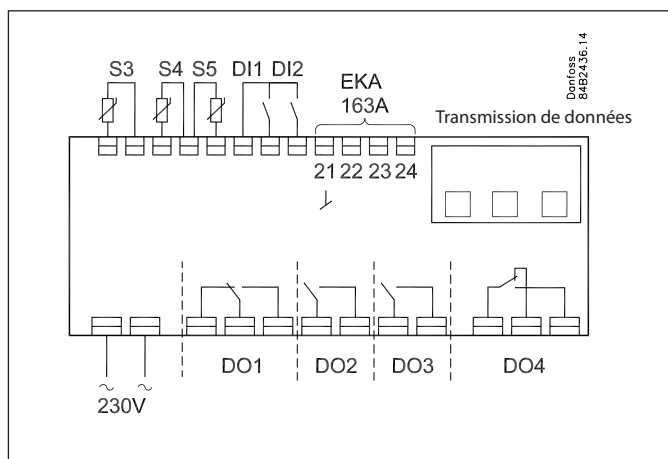 Danfoss
84B2436.14
S3 S4 S5 DI1 DI2
EKA
163A
Transmission de données
21 22 23 24
DO1 DO2 DO3 DO4
~ ~
230V